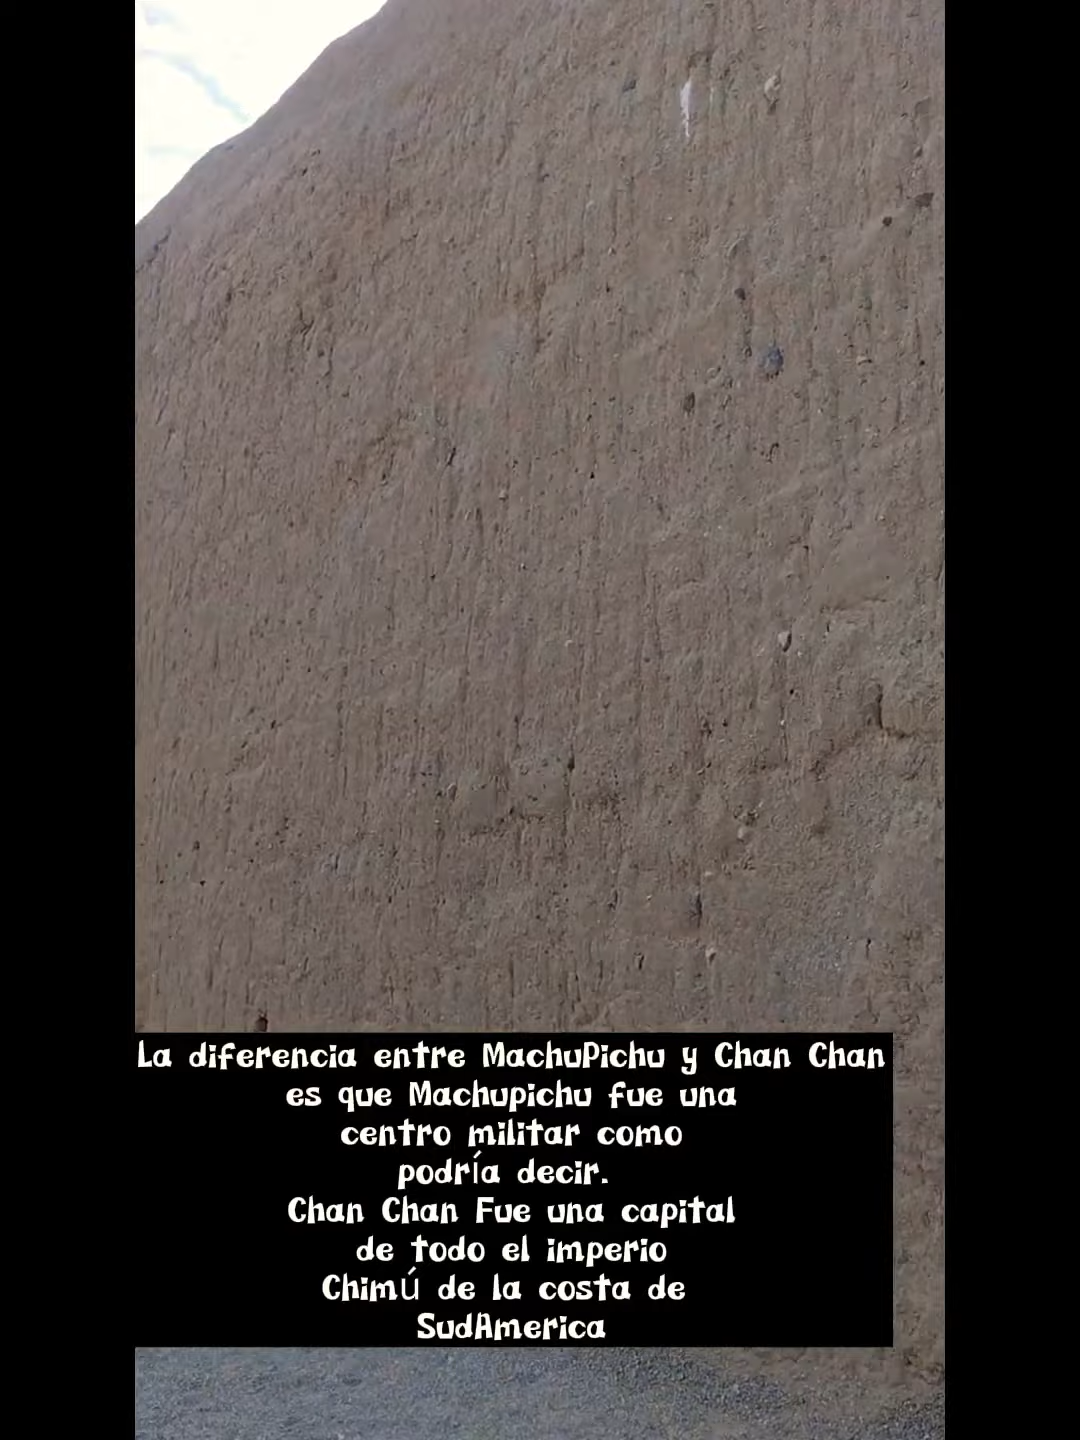 La diferencia entre MachuPichu y Chan Chan
es que Machupichu fue una
centro militar como
podría decir.
Chan Chan Fue una capital
de todo el imperio
Chimú de la costa de
SudAmerica